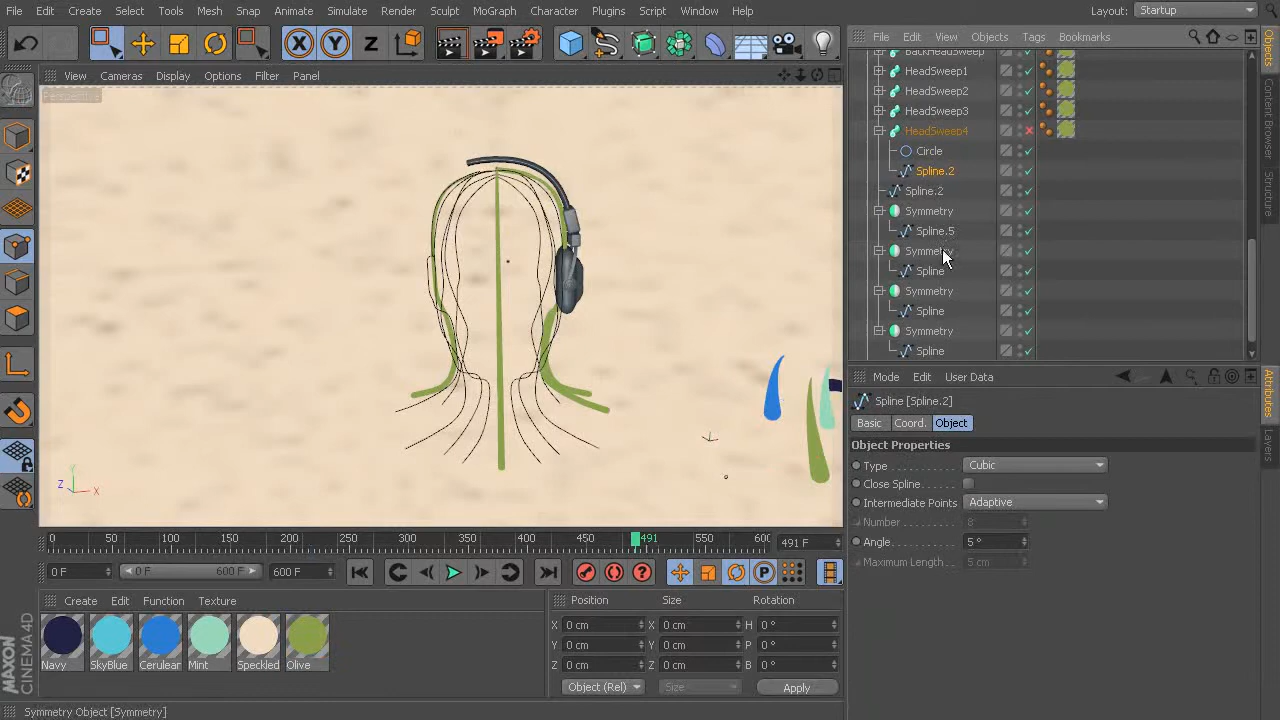 File Edit Create Select Tools Mesh Snap Animate Simulate Render Sculpt MoGraph Character Plugins Script Window Help Layout: Startup
X Y Z
File Edit View Objects Tags Bookmarks
View Cameras Display Options Filter Panel
Perspective
BackHeadSweep
HeadSweep1
HeadSweep2
HeadSweep3
HeadSweep4
Circle
Spline.2
Spline.2
Symmetry
Spline.5
Symmetry
Spline
Symmetry
Spline
Symmetry
Spline
Objects
Content Browser
Structure
Mode Edit User Data
Spline [Spline.2]
Basic Coord. Object
Object Properties
Type Cubic
Close Spline
Intermediate Points Adaptive
Number 8
Angle 5 °
Maximum Length 5 cm
Attributes
Layers
Y
Z X
0 50 100 150 200 250 300 350 400 450 491 550 600 491 F
0 F 0 F 600 F 600 F
P
Create Edit Function Texture
Navy SkyBlue Cerulean Mint Speckled Olive
Position Size Rotation
X 0 cm X 0 cm H 0 °
Y 0 cm Y 0 cm P 0 °
Z 0 cm Z 0 cm B 0 °
Object (Rel) Size Apply
MAXON
CINEMA 4D
Symmetry Object [Symmetry]